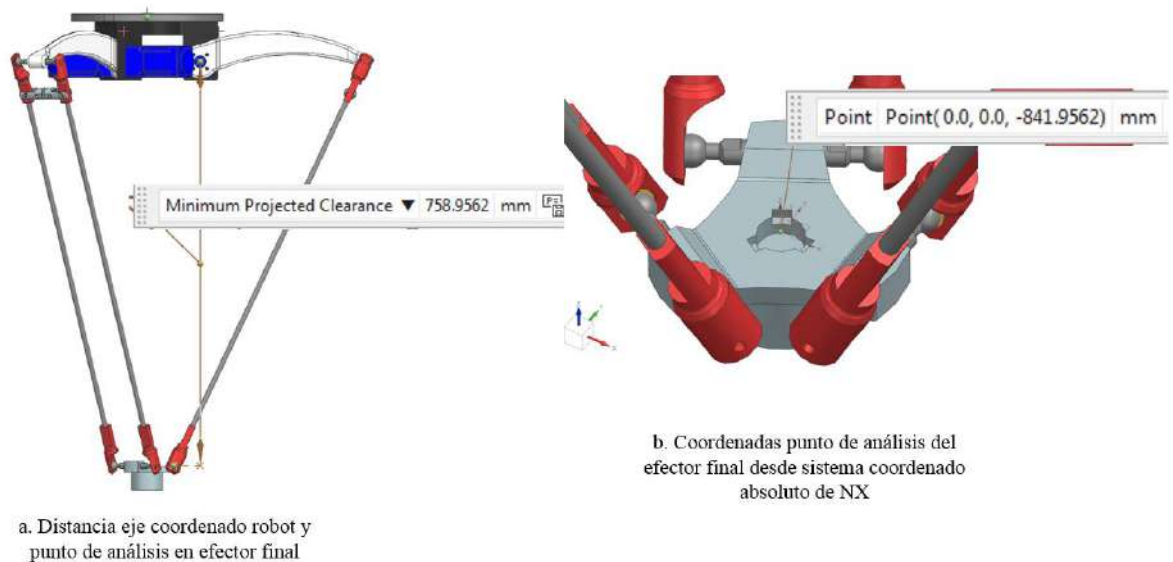 Minimum Projected Clearance ▼ 758.9562 mm
Point Point( 0.0, 0.0, -841.9562) mm
a. Distancia eje coordenado robot y
punto de análisis en efector final
b. Coordenadas punto de análisis del
efector final desde sistema coordenado
absoluto de NX